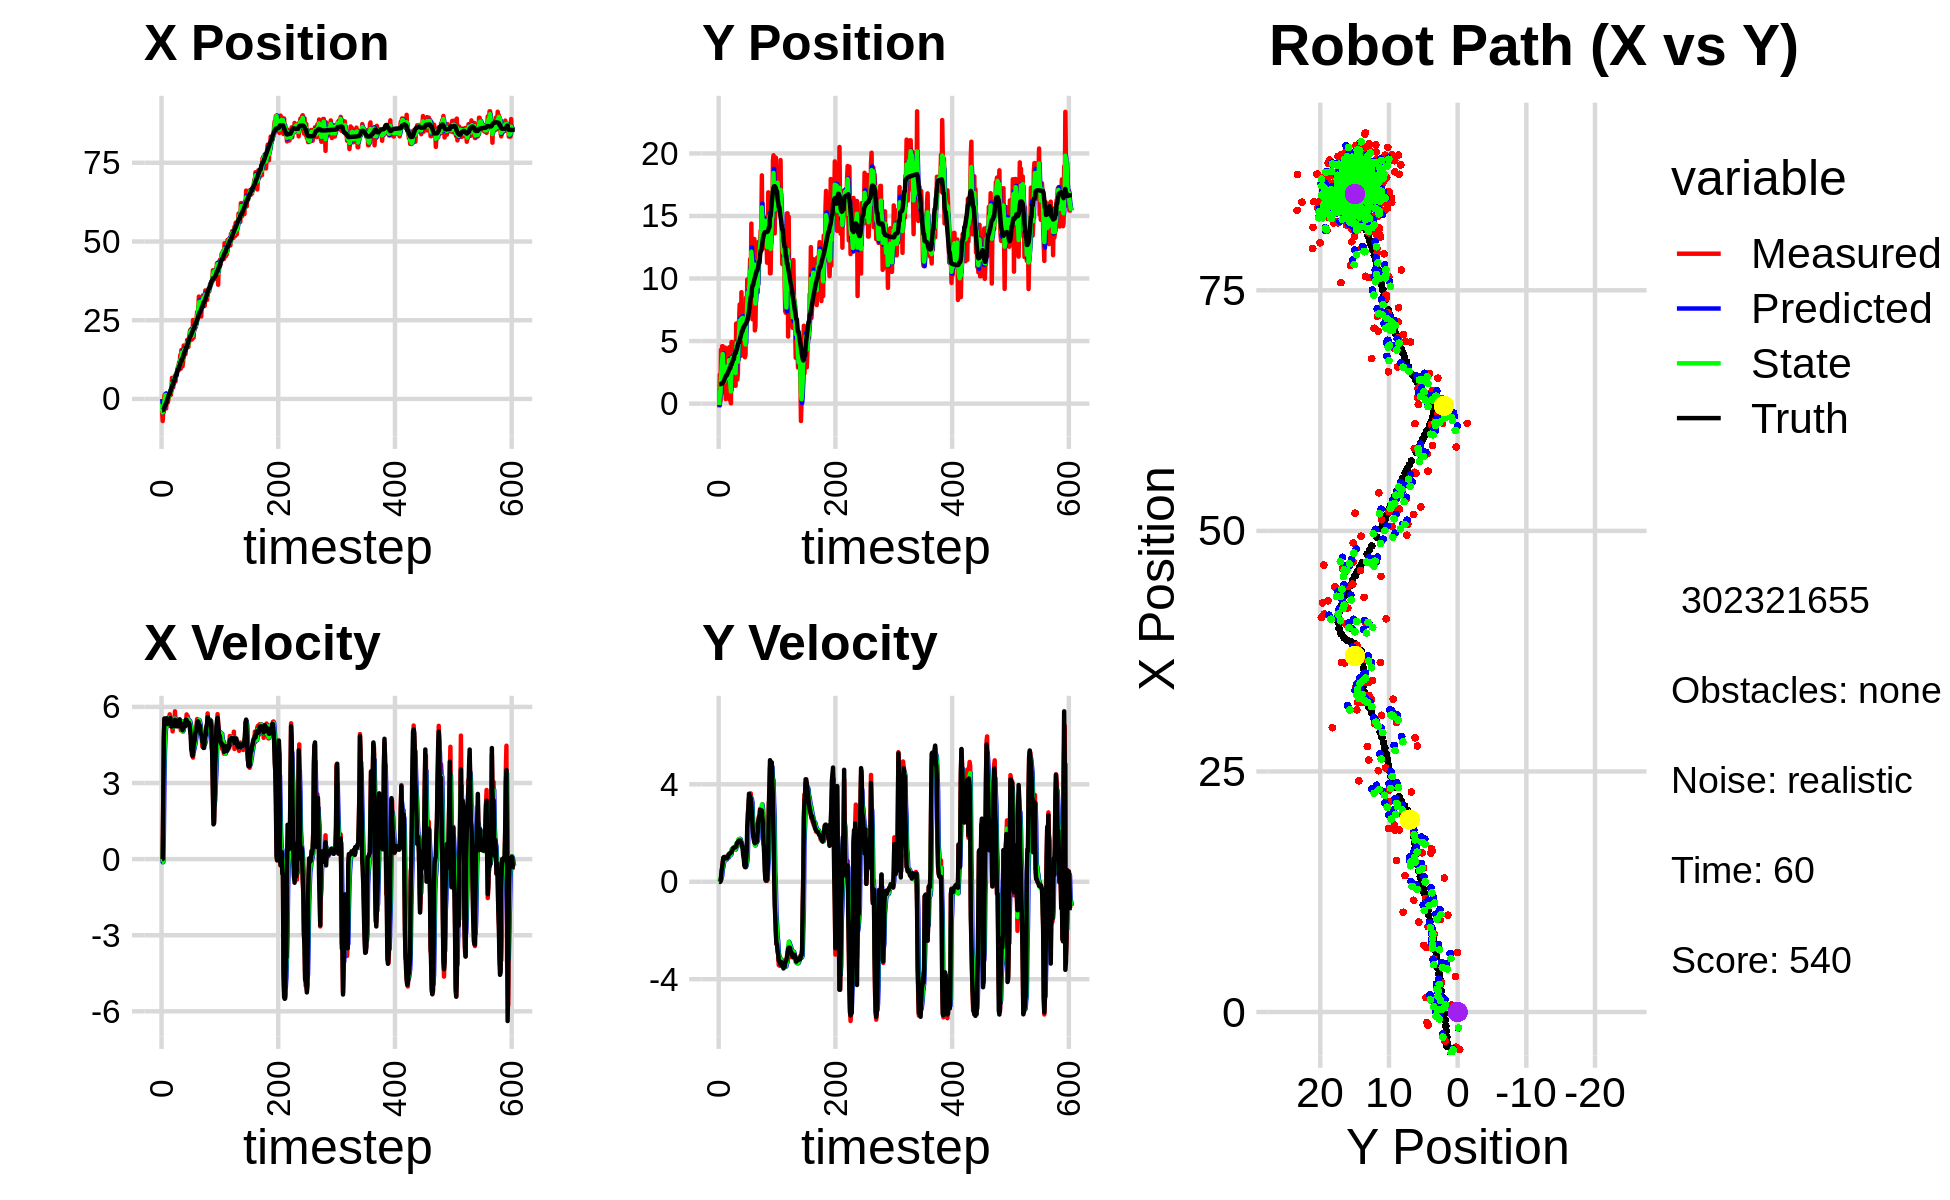 X Position
75
50
25
0
0
200
400
600
timestep
Y Position
20
15
10
5
0
0
200
400
600
timestep
X Velocity
6
3
0
-3
-6
0
200
400
600
timestep
Y Velocity
4
0
-4
0
200
400
600
timestep
Robot Path (X vs Y)
X Position
75
50
25
0
20 10 0 -10 -20
Y Position
variable
Measured
Predicted
State
Truth
302321655
Obstacles: none
Noise: realistic
Time: 60
Score: 540